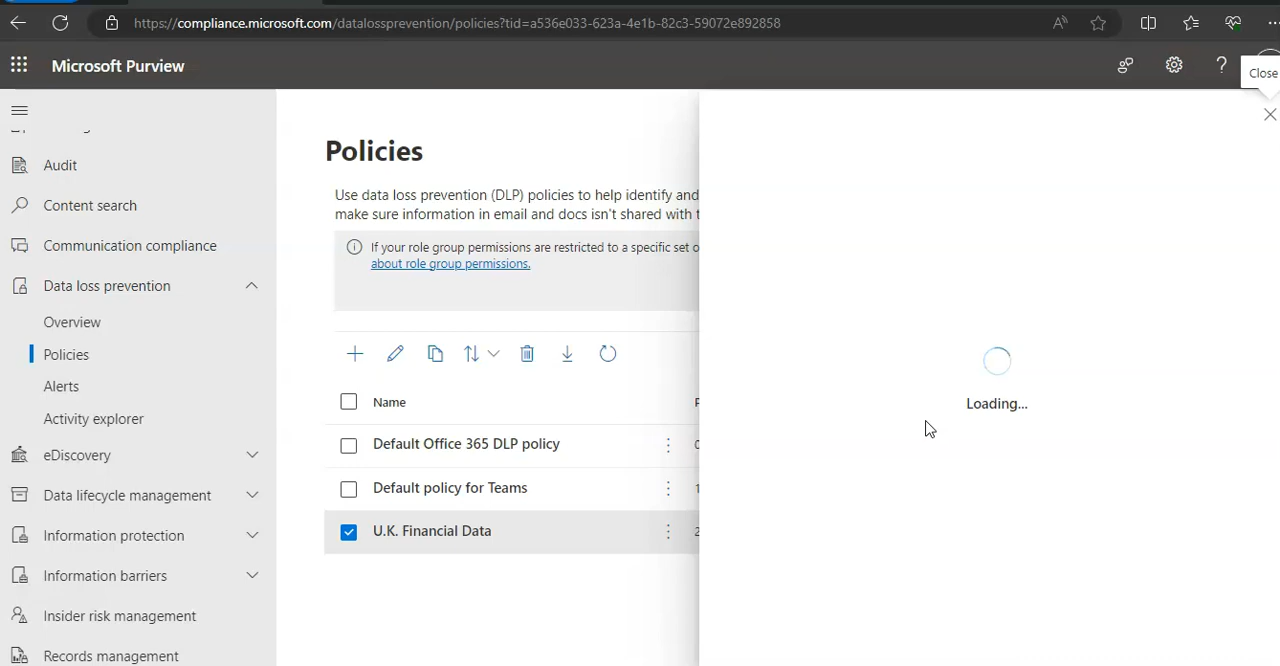 https://compliance.microsoft.com/datalossprevention/policies?tid=a536e033-623a-4e1b-82c3-59072e892858
Microsoft Purview
?
Close
Audit
Content search
Communication compliance
Data loss prevention
Overview
Policies
Alerts
Activity explorer
eDiscovery
Data lifecycle management
Information protection
Information barriers
Insider risk management
Records management
Policies
Use data loss prevention (DLP) policies to help identify and
make sure information in email and docs isn't shared with t
If your role group permissions are restricted to a specific set o
about role group permissions.
Name
Default Office 365 DLP policy
Default policy for Teams
U.K. Financial Data
Loading...